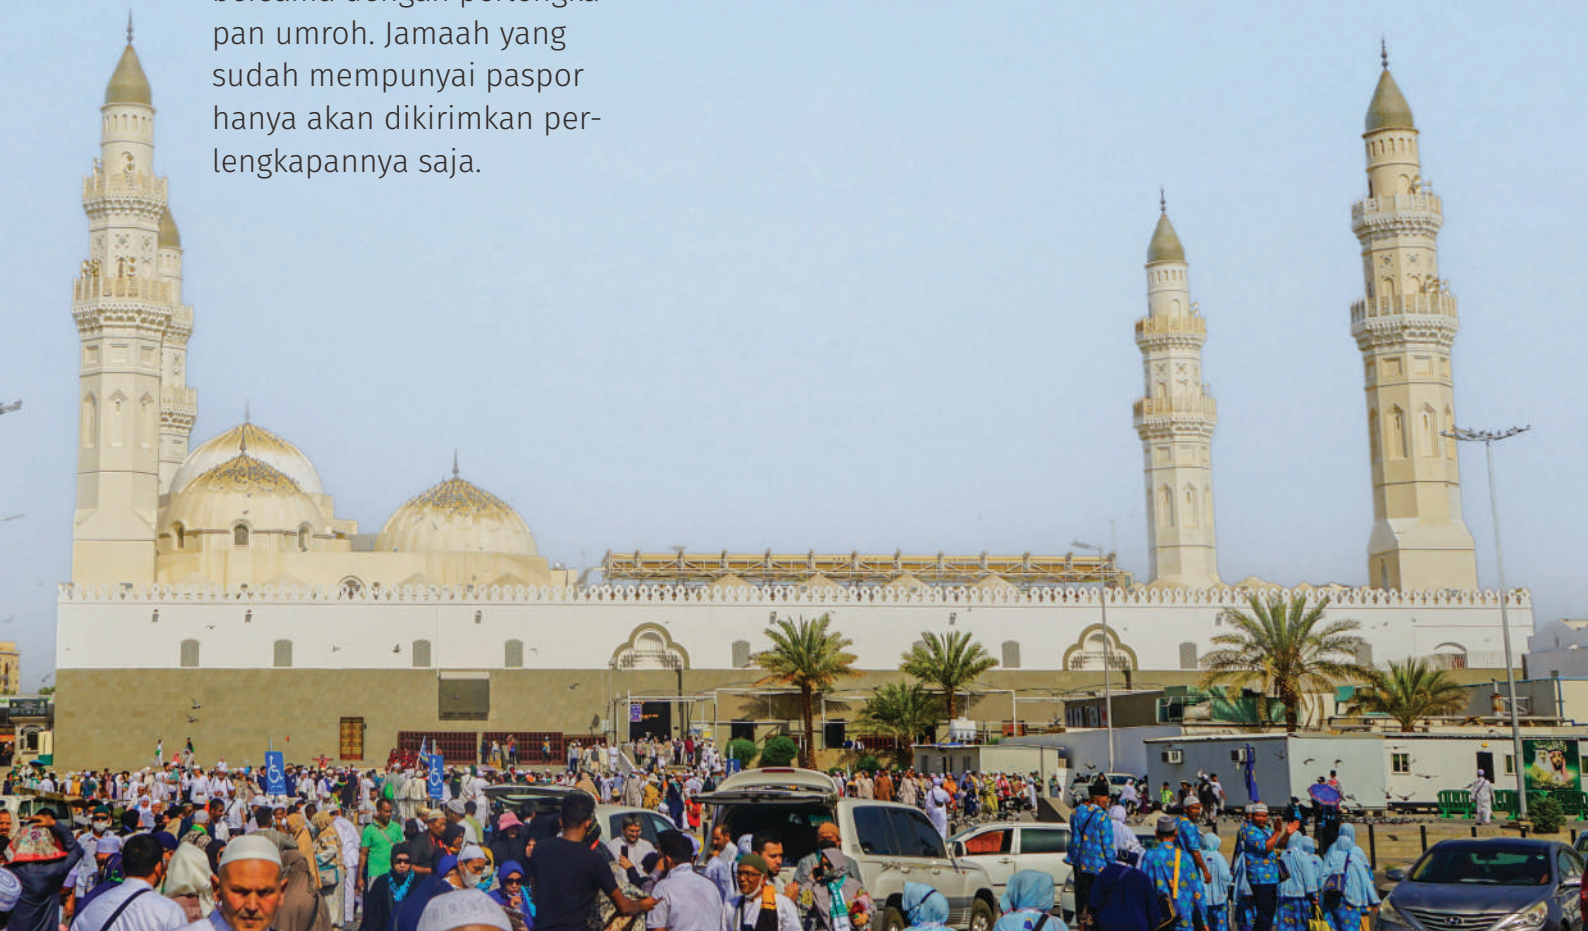 pan umroh. Jamaah yang
sudah mempunyai paspor
hanya akan dikirimkan per-
lengkapannya saja.